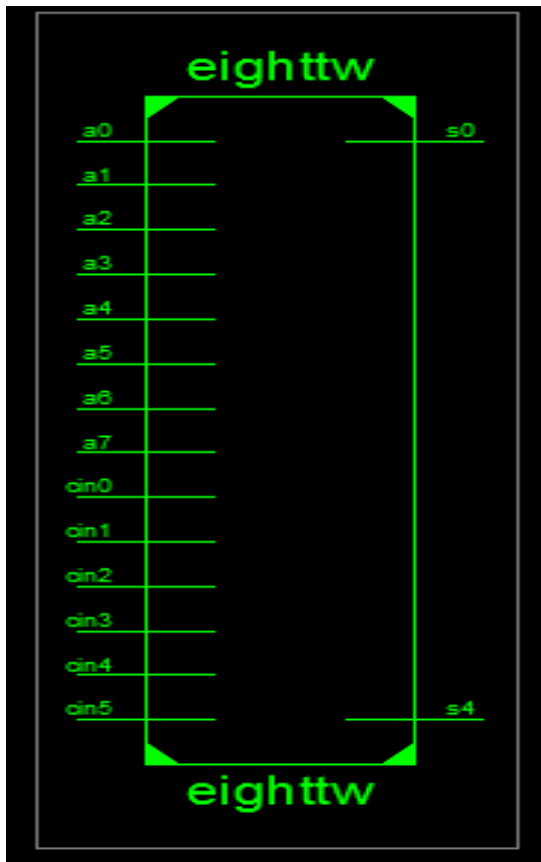 eighttw
a0 s0
a1
a2
a3
a4
a5
a6
a7
cin0
cin1
cin2
cin3
cin4
cin5 s4
eighttw